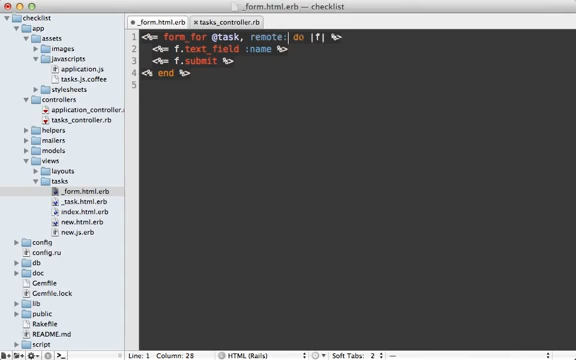 _form.html.erb — checklist
checklist
app
assets
images
javascripts
application.js
tasks.js.coffee
stylesheets
controllers
application_controller.r
tasks_controller.rb
helpers
mailers
models
views
layouts
tasks
_form.html.erb
_task.html.erb
index.html.erb
new.html.erb
new.js.erb
config
config.ru
db
doc
Gemfile
Gemfile.lock
lib
public
Rakefile
README.md
script
_form.html.erb × tasks_controller.rb
1 <%= form_for @task, remote: do |f| %>
2 <%= f.text_field :name %>
3 <%= f.submit %>
4 <% end %>
5
Line: 1 Column: 28 HTML (Rails) Soft Tabs: 2 —